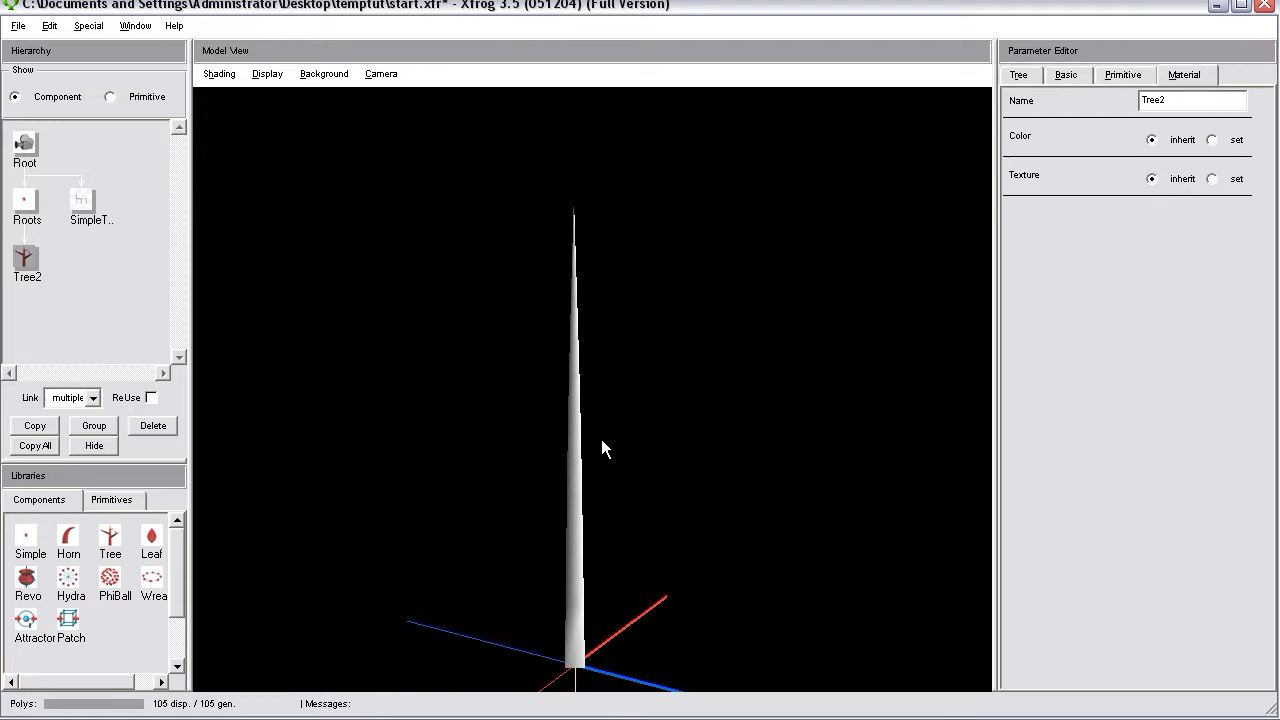 C:\Documents and Settings\Administrator\Desktop\temptut\start.xfr* - Xfrog 3.5 (051204) (Full Version)
File Edit Special Window Help
Hierarchy
Show
Component Primitive
Root
Roots SimpleT..
Tree2
Link multiple ReUse
Copy Group Delete
Copy All Hide
Libraries
Components Primitives
Simple Horn Tree Leaf
Revo Hydra PhiBall Wrea
Attractor Patch
Model View
Shading Display Background Camera
Parameter Editor
Tree Basic Primitive Material
Name Tree2
Color inherit set
Texture inherit set
Polys: 105 disp. / 105 gen. | Messages: